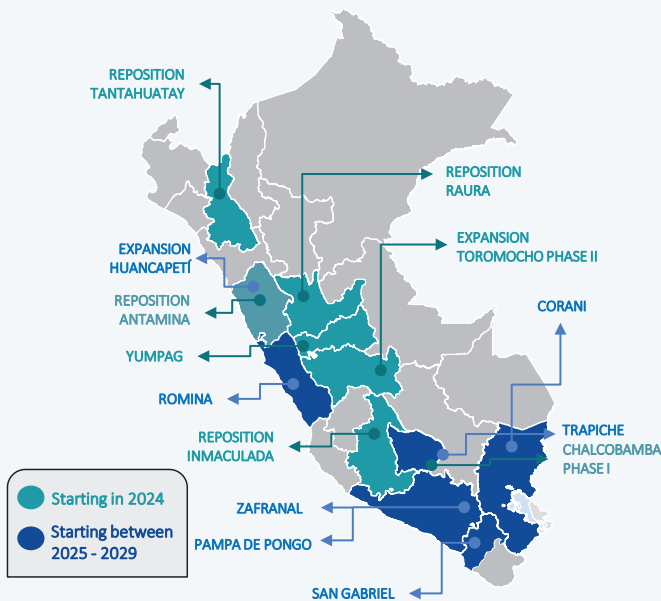 REPOSITION
TANTAHUATAY
REPOSITION
RAURA
EXPANSION
TOROMOCHO PHASE II
EXPANSION
HUANCAPETÍ
REPOSITION
ANTAMINA
CORANI
YUMPAG
ROMINA
REPOSITION
INMACULADA
TRAPICHE
CHALCOBAMBA
PHASE I
Starting in 2024
Starting between
2025 - 2029
ZAFRANAL
PAMPA DE PONGO
SAN GABRIEL